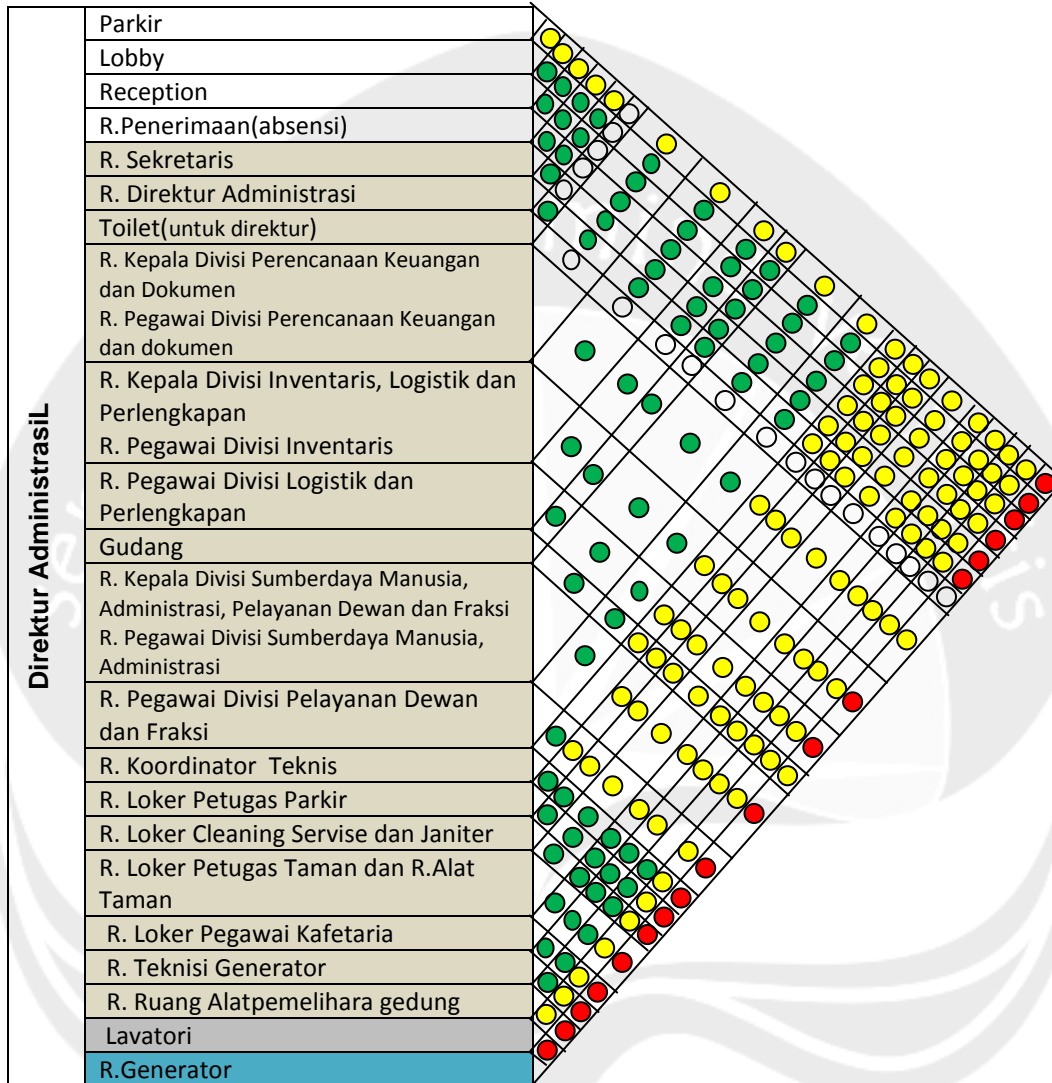 Direktur AdministrasiL
Parkir
Lobby
Reception
R.Penerimaan(absensi)
R. Sekretaris
R. Direktur Administrasi
Toilet(untuk direktur)
R. Kepala Divisi Perencanaan Keuangan
dan Dokumen
R. Pegawai Divisi Perencanaan Keuangan
dan dokumen
R. Kepala Divisi Inventaris, Logistik dan
Perlengkapan
R. Pegawai Divisi Inventaris
R. Pegawai Divisi Logistik dan
Perlengkapan
Gudang
R. Kepala Divisi Sumberdaya Manusia,
Administrasi, Pelayanan Dewan dan Fraksi
R. Pegawai Divisi Sumberdaya Manusia,
Administrasi
R. Pegawai Divisi Pelayanan Dewan
dan Fraksi
R. Koordinator Teknis
R. Loker Petugas Parkir
R. Loker Cleaning Servise dan Janiter
R. Loker Petugas Taman dan R.Alat
Taman
R. Loker Pegawai Kafetaria
R. Teknisi Generator
R. Ruang Alatpemelihara gedung
Lavatori
R.Generator